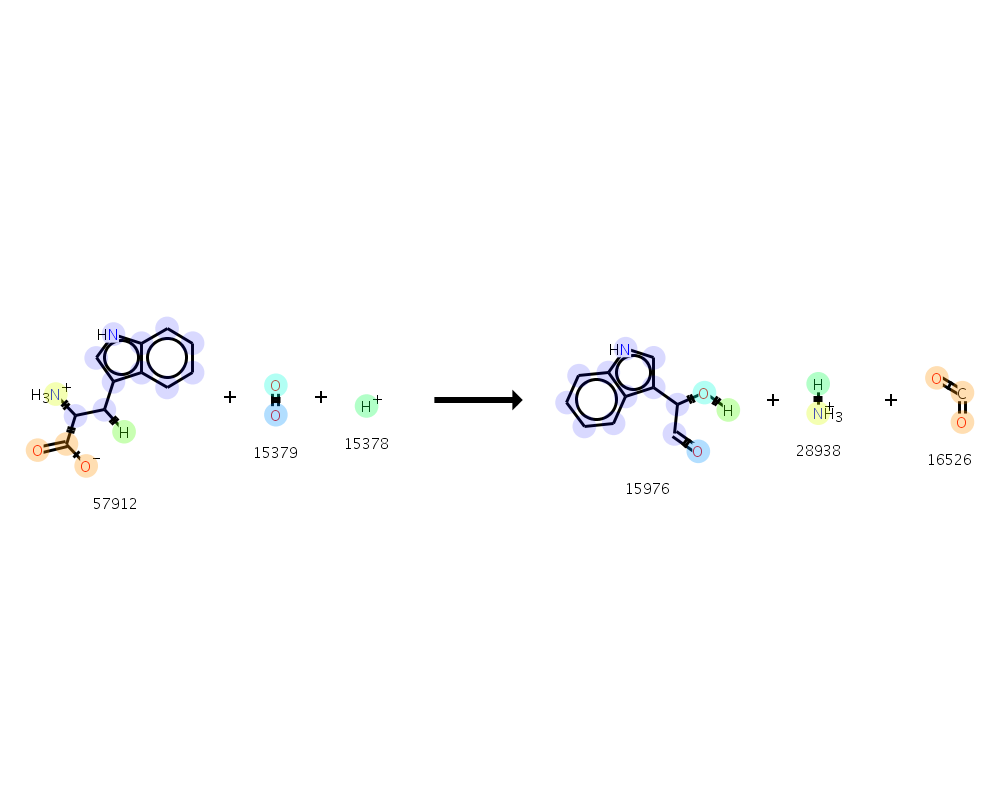 HN
H3N+
H
O
O−
57912
+
O
O
15379
+
H+
15378
HN
O
H
O
15976
+
H
NH3+
28938
+
O
C
O
16526